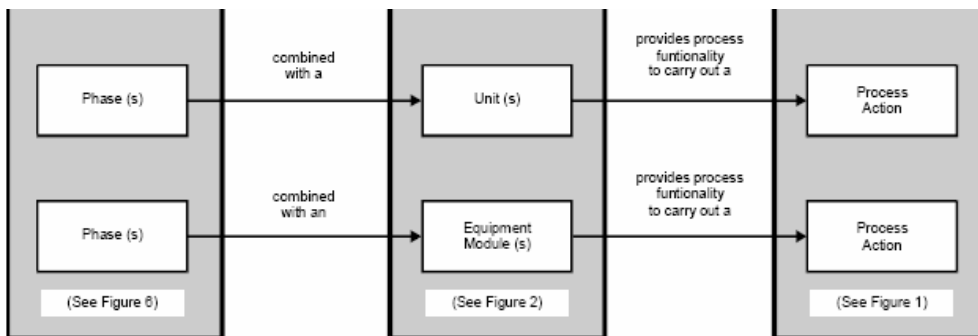 combined
with a
provides process
funtionality
to carry out a
Phase (s)
Unit (s)
Process
Action
combined
with an
provides process
funtionality
to carry out a
Phase (s)
Equipment
Module (s)
Process
Action
(See Figure 6)
(See Figure 2)
(See Figure 1)